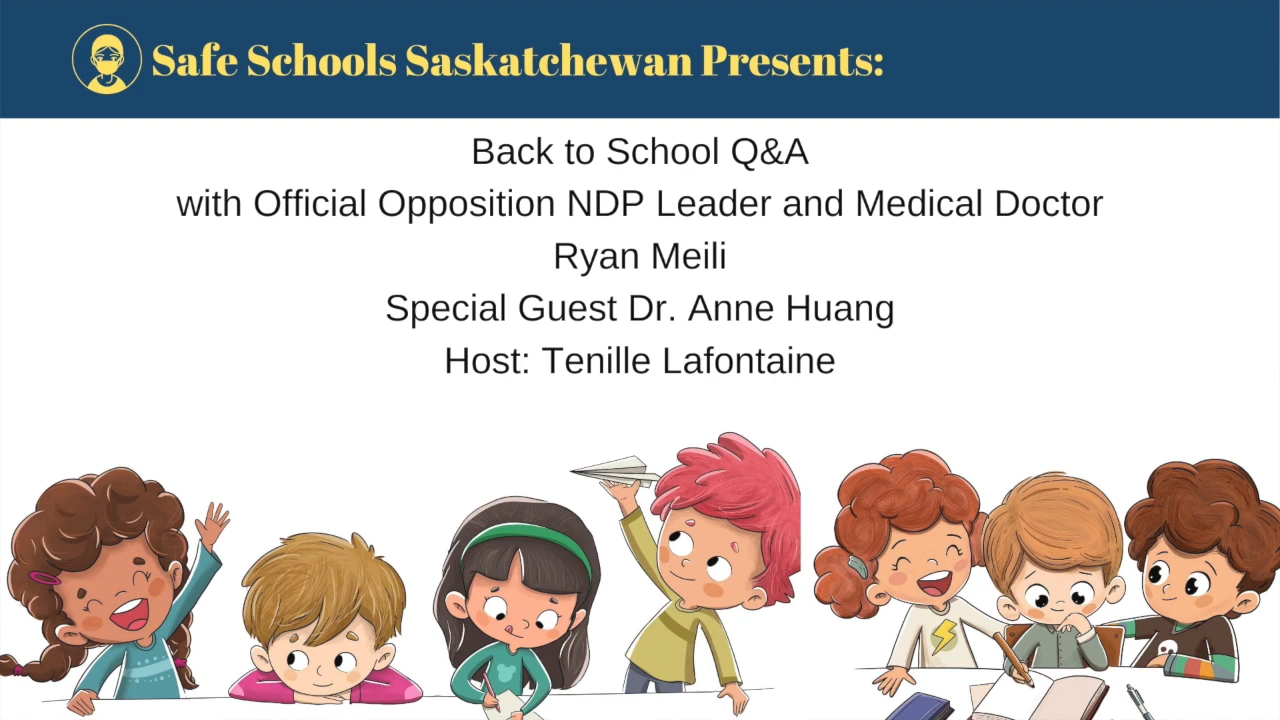 Safe Schools Saskatchewan Presents:
Back to School Q&A
with Official Opposition NDP Leader and Medical Doctor
Ryan Meili
Special Guest Dr. Anne Huang
Host: Tenille Lafontaine